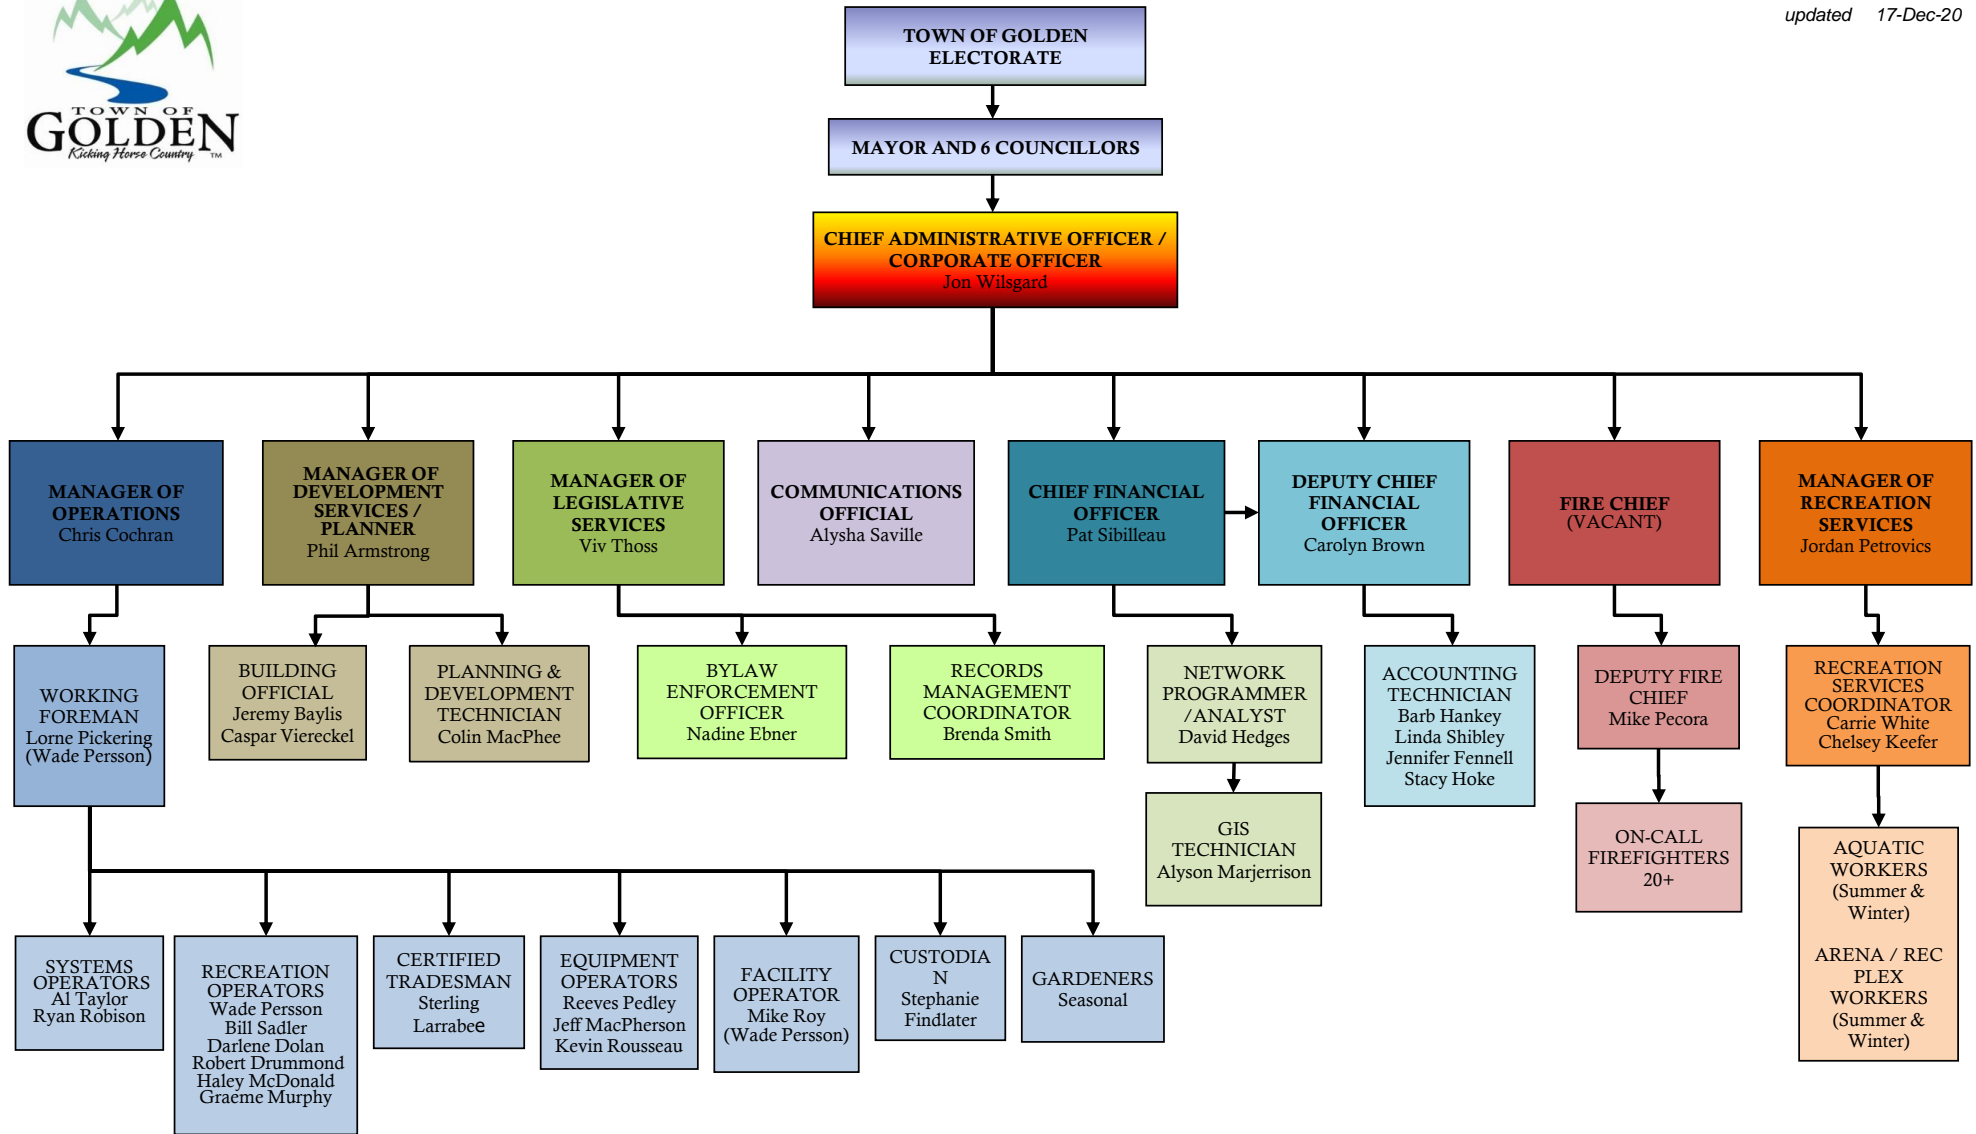 TOWN OF
GOLDEN
Kicking Horse Country TM
updated 17-Dec-20
TOWN OF GOLDEN
ELECTORATE
MAYOR AND 6 COUNCILLORS
CHIEF ADMINISTRATIVE OFFICER /
CORPORATE OFFICER
Jon Wilsgard
MANAGER OF
OPERATIONS
Chris Cochran
MANAGER OF
DEVELOPMENT
SERVICES /
PLANNER
Phil Armstrong
MANAGER OF
LEGISLATIVE
SERVICES
Viv Thoss
COMMUNICATIONS
OFFICIAL
Alysha Saville
CHIEF FINANCIAL
OFFICER
Pat Sibilleau
DEPUTY CHIEF
FINANCIAL
OFFICER
Carolyn Brown
FIRE CHIEF
(VACANT)
MANAGER OF
RECREATION
SERVICES
Jordan Petrovics
WORKING
FOREMAN
Lorne Pickering
(Wade Persson)
BUILDING
OFFICIAL
Jeremy Baylis
Caspar Viereckel
PLANNING &
DEVELOPMENT
TECHNICIAN
Colin MacPhee
BYLAW
ENFORCEMENT
OFFICER
Nadine Ebner
RECORDS
MANAGEMENT
COORDINATOR
Brenda Smith
NETWORK
PROGRAMMER
/ANALYST
David Hedges
ACCOUNTING
TECHNICIAN
Barb Hankey
Linda Shibley
Jennifer Fennell
Stacy Hoke
DEPUTY FIRE
CHIEF
Mike Pecora
RECREATION
SERVICES
COORDINATOR
Carrie White
Chelsey Keefer
GIS
TECHNICIAN
Alyson Marjerrison
ON-CALL
FIREFIGHTERS
20+
AQUATIC
WORKERS
(Summer &
Winter)
ARENA / REC
PLEX
WORKERS
(Summer &
Winter)
SYSTEMS
OPERATORS
Al Taylor
Ryan Robison
RECREATION
OPERATORS
Wade Persson
Bill Sadler
Darlene Dolan
Robert Drummond
Haley McDonald
Graeme Murphy
CERTIFIED
TRADESMAN
Sterling
Larrabee
EQUIPMENT
OPERATORS
Reeves Pedley
Jeff MacPherson
Kevin Rousseau
FACILITY
OPERATOR
Mike Roy
(Wade Persson)
CUSTODIA
N
Stephanie
Findlater
GARDENERS
Seasonal